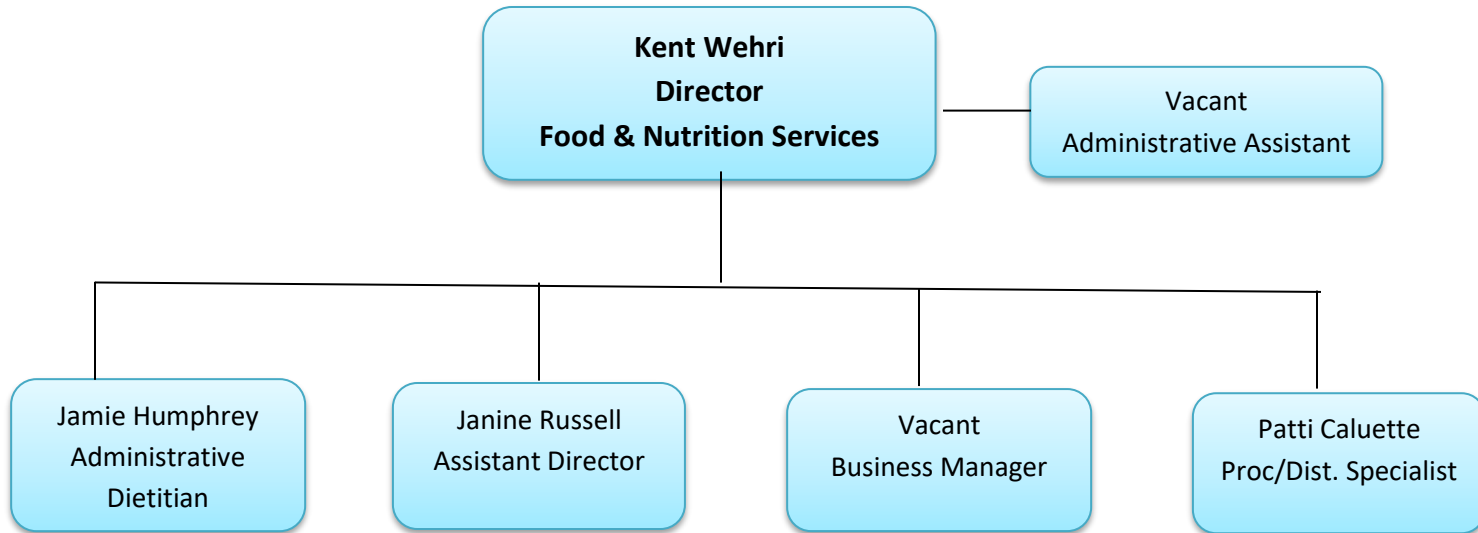 Kent Wehri
Director
Food & Nutrition Services
Vacant
Administrative Assistant
Jamie Humphrey
Administrative
Dietitian
Janine Russell
Assistant Director
Vacant
Business Manager
Patti Caluette
Proc/Dist. Specialist